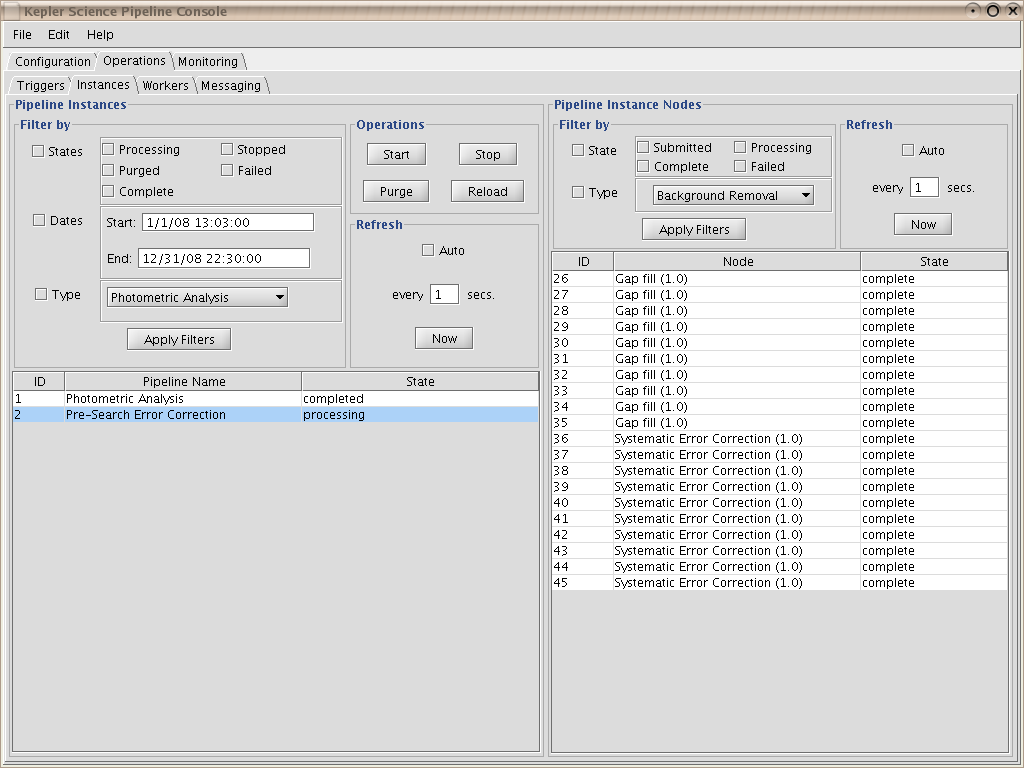 Kepler Science Pipeline Console
File Edit Help
Configuration Operations Monitoring
Triggers Instances Workers Messaging
Pipeline Instances
Filter by
States
Processing Stopped
Purged Failed
Complete
Dates
Start: 1/1/08 13:03:00
End: 12/31/08 22:30:00
Type
Photometric Analysis
Apply Filters
Operations
Start Stop
Purge Reload
Refresh
Auto
every 1 secs.
Now
ID Pipeline Name State
1 Photometric Analysis completed
2 Pre-Search Error Correction processing
Pipeline Instance Nodes
Filter by
State
Submitted Processing
Complete Failed
Type
Background Removal
Apply Filters
Refresh
Auto
every 1 secs.
Now
ID Node State
26 Gap fill (1.0) complete
27 Gap fill (1.0) complete
28 Gap fill (1.0) complete
29 Gap fill (1.0) complete
30 Gap fill (1.0) complete
31 Gap fill (1.0) complete
32 Gap fill (1.0) complete
33 Gap fill (1.0) complete
34 Gap fill (1.0) complete
35 Gap fill (1.0) complete
36 Systematic Error Correction (1.0) complete
37 Systematic Error Correction (1.0) complete
38 Systematic Error Correction (1.0) complete
39 Systematic Error Correction (1.0) complete
40 Systematic Error Correction (1.0) complete
41 Systematic Error Correction (1.0) complete
42 Systematic Error Correction (1.0) complete
43 Systematic Error Correction (1.0) complete
44 Systematic Error Correction (1.0) complete
45 Systematic Error Correction (1.0) complete